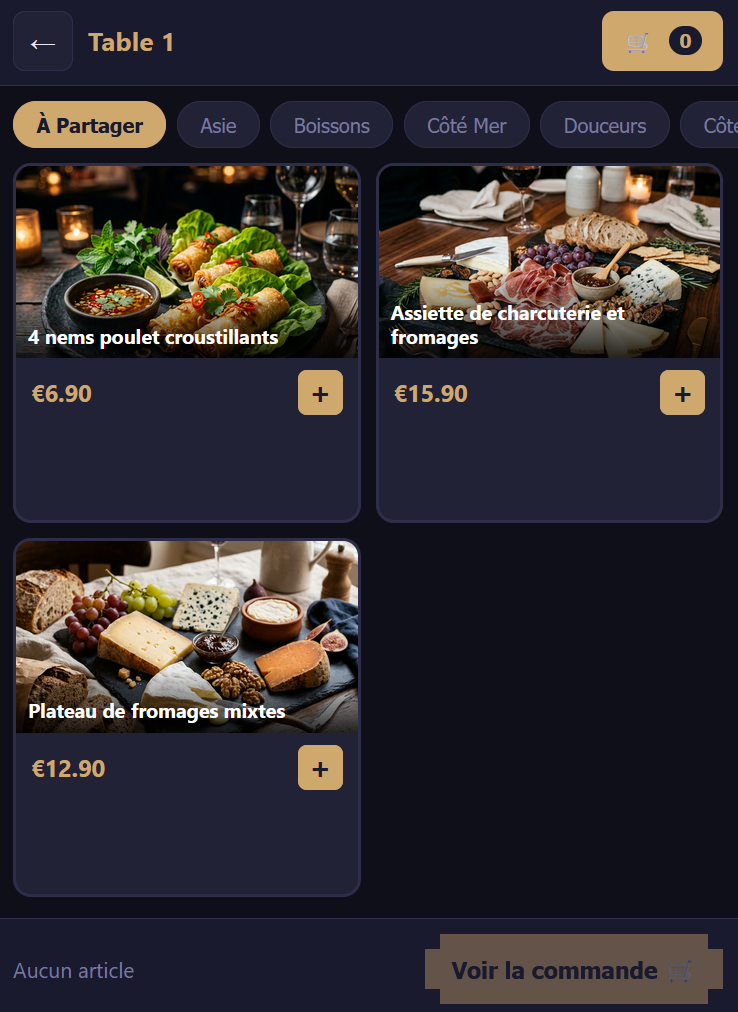 ← Table 1
🛒 0
À Partager
Asie
Boissons
Côté Mer
Douceurs
Côté
4 nems poulet croustillants
€6.90 +
Assiette de charcuterie et
fromages
€15.90 +
Plateau de fromages mixtes
€12.90 +
Aucun article
Voir la commande 🛒